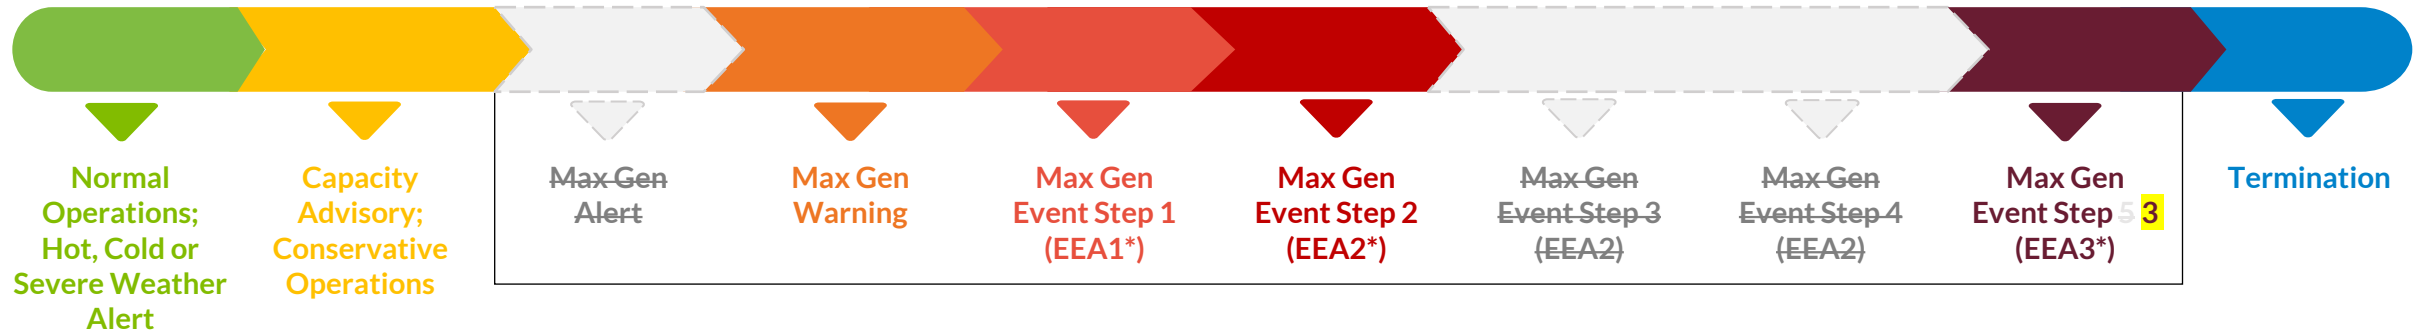 Normal
Operations;
Hot, Cold or
Severe Weather
Alert
Capacity
Advisory;
Conservative
Operations
Max Gen
Alert
Max Gen
Warning
Max Gen
Event Step 1
(EEA1*)
Max Gen
Event Step 2
(EEA2*)
Max Gen
Event Step 3
(EEA2)
Max Gen
Event Step 4
(EEA2)
Max Gen
Event Step 5 3
(EEA3*)
Termination